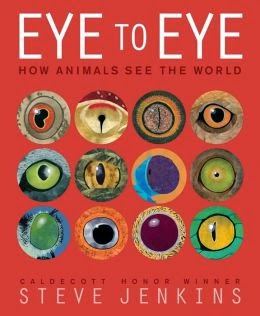 EYE TO EYE
HOW ANIMALS SEE THE WORLD
CALDECOTT HONOR WINNER
STEVE JENKINS